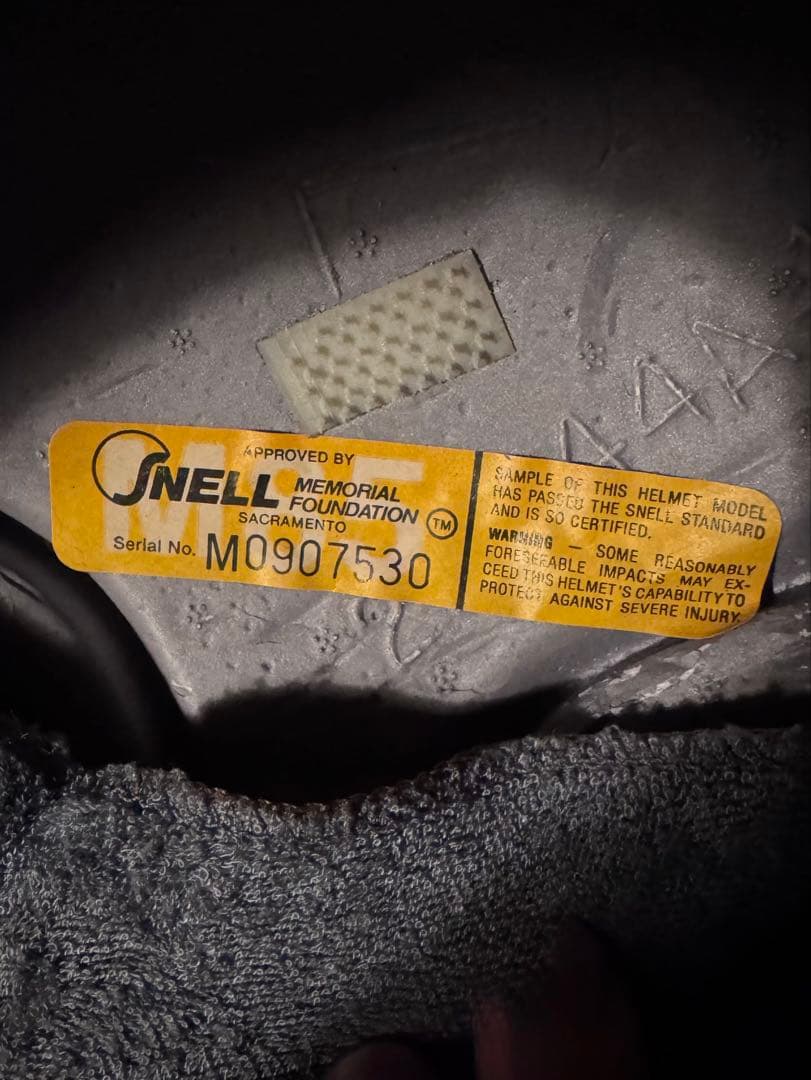 APPROVED BY
SNELL MEMORIAL
FOUNDATION TM
SACRAMENTO
Serial No. M0907530
SAMPLE OF THIS HELMET MODEL
HAS PASSED THE SNELL STANDARD
AND IS SO CERTIFIED.
WARNING — SOME REASONABLY
FORESEEABLE IMPACTS MAY EX-
CEED THIS HELMET'S CAPABILITY TO
PROTECT AGAINST SEVERE INJURY.